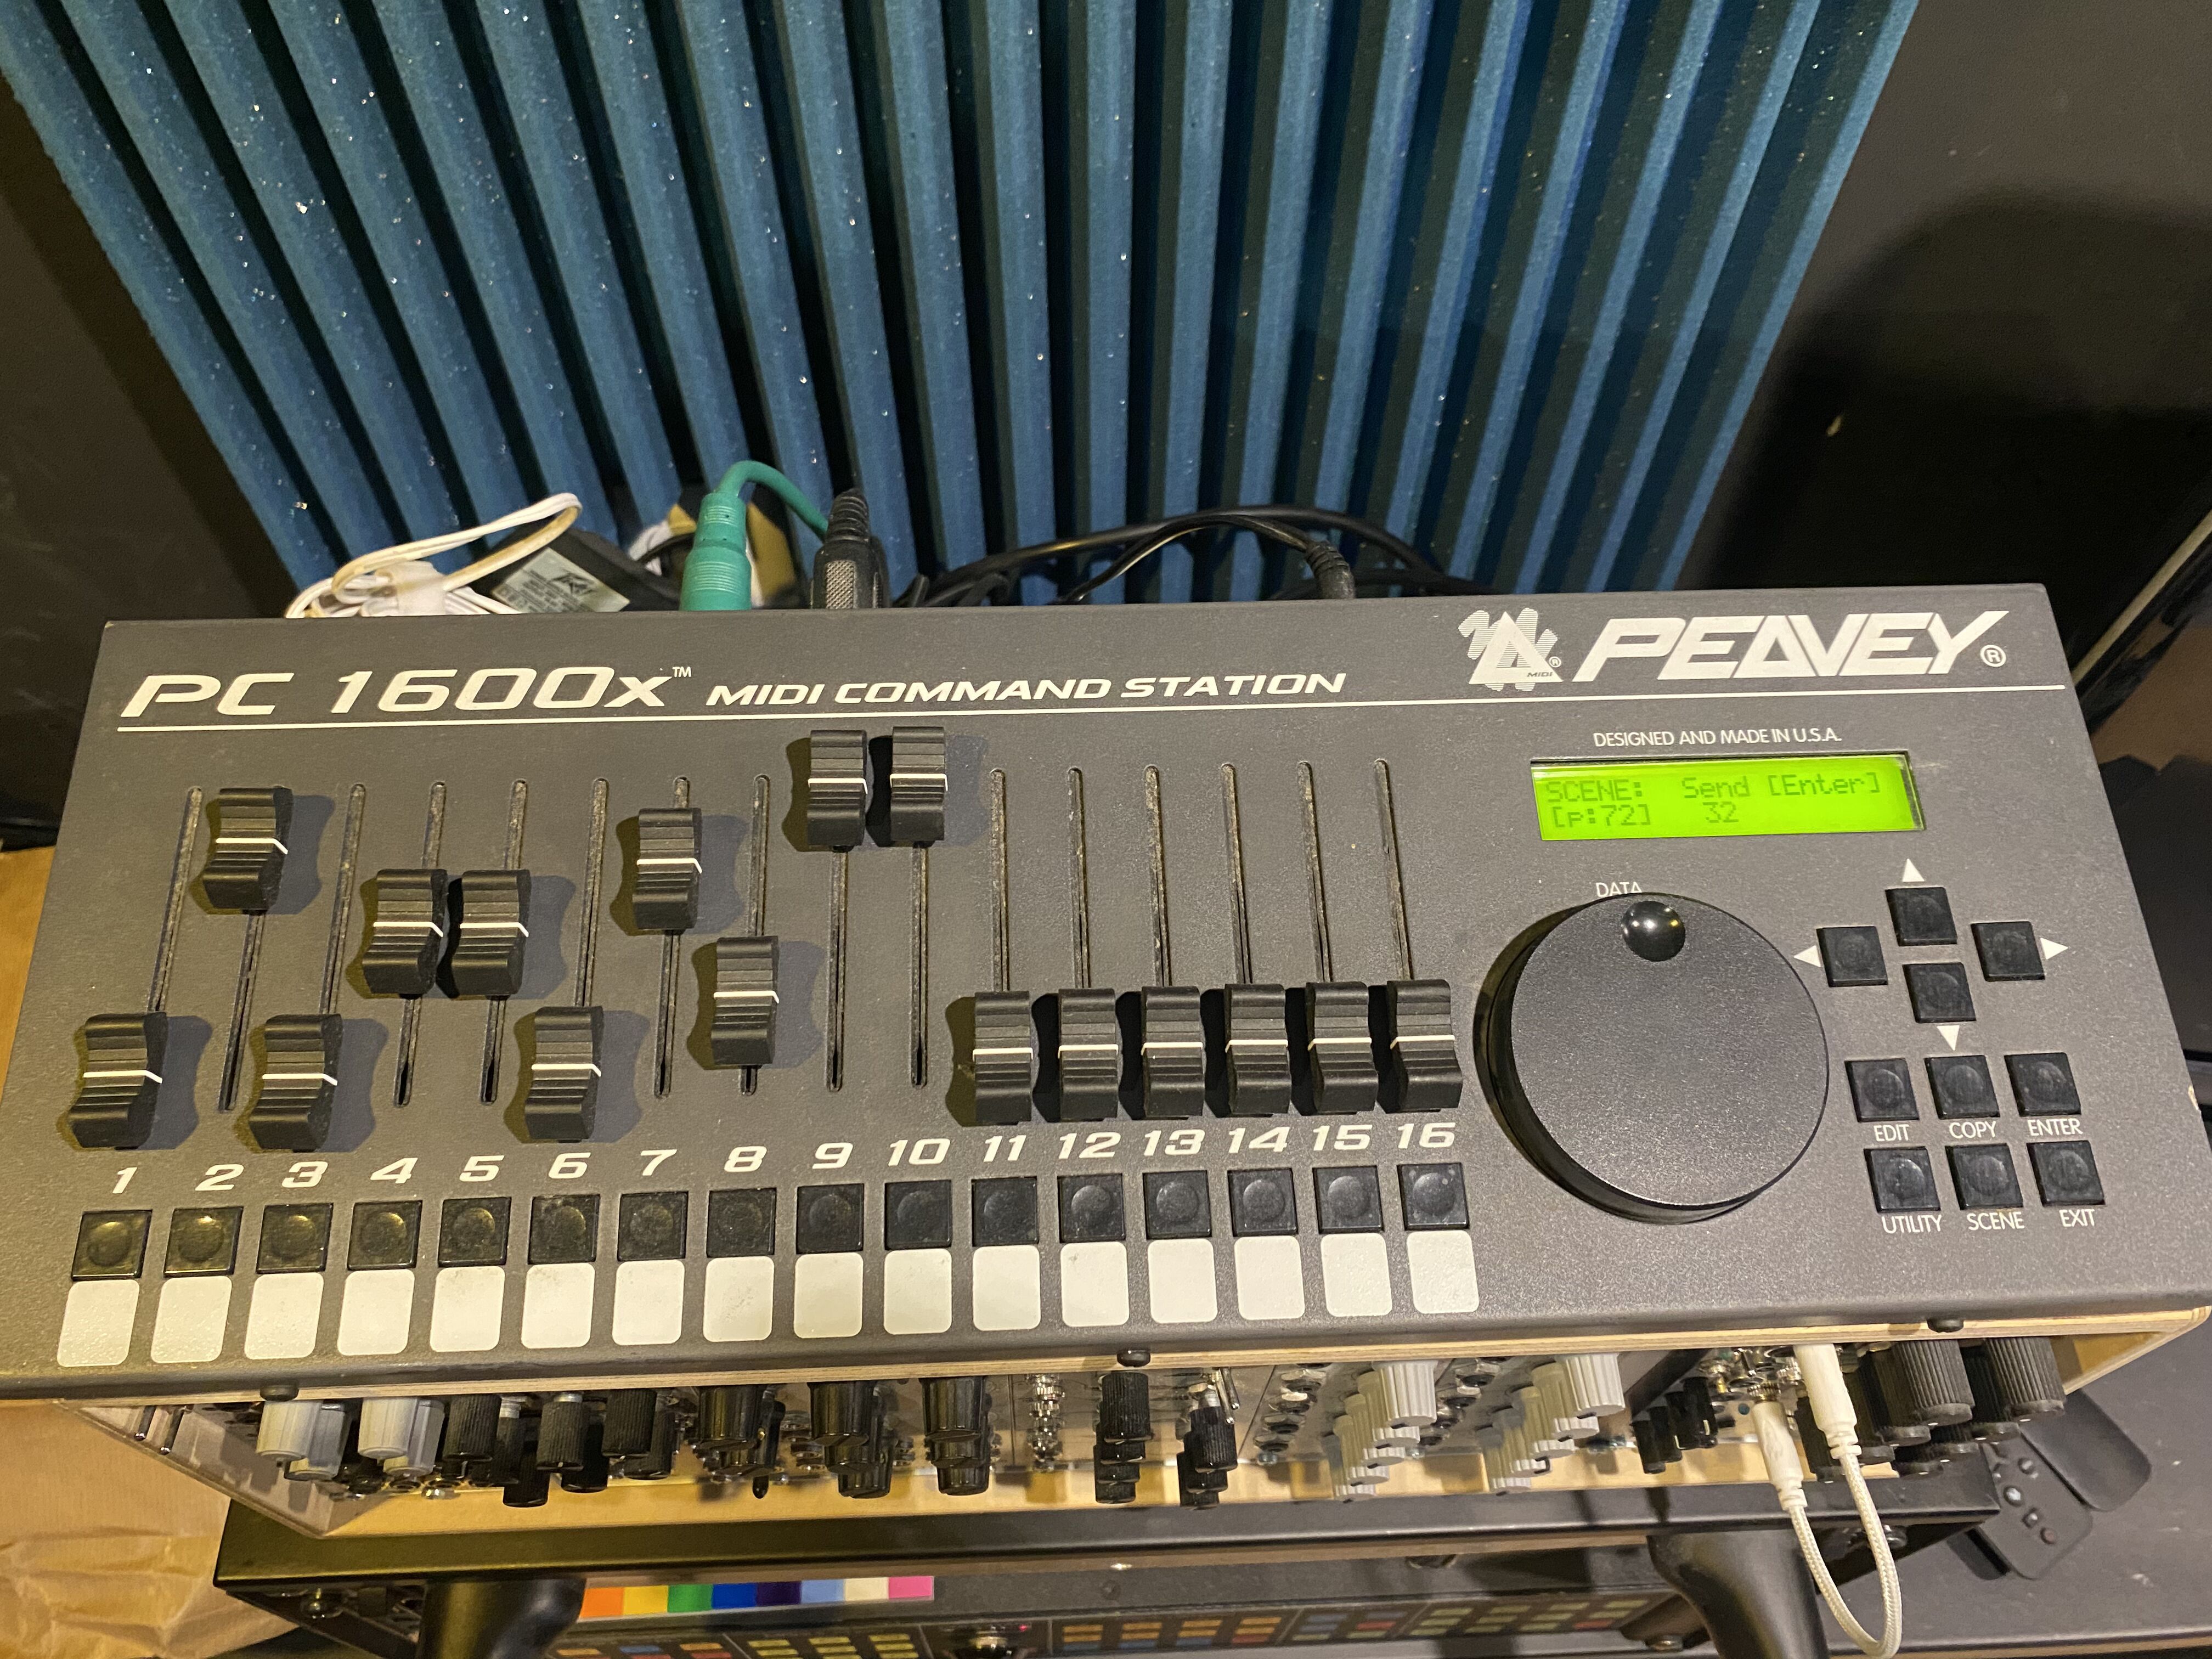 PC 1600x™ MIDI COMMAND STATION
MIDI ® PEAVEY®
DESIGNED AND MADE IN U.S.A.
SCENE: Send [Enter]
[p:72] 32
DATA
1 2 3 4 5 6 7 8 9 10 11 12 13 14 15 16
EDIT COPY ENTER
UTILITY SCENE EXIT